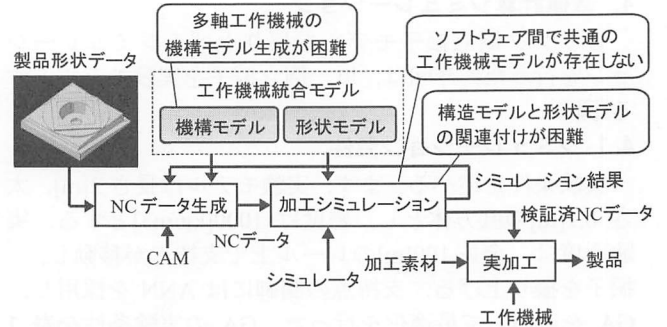 多軸工作機械の
機構モデル生成が困難
ソフトウェア間で共通の
工作機械モデルが存在しない
製品形状データ
工作機械統合モデル
機構モデル
形状モデル
構造モデルと形状モデル
の関連付けが困難
シミュレーション結果
NCデータ生成
加工シミュレーション
NCデータ
検証済NCデータ
CAM
シミュレータ
加工素材
実加工
製品
工作機械